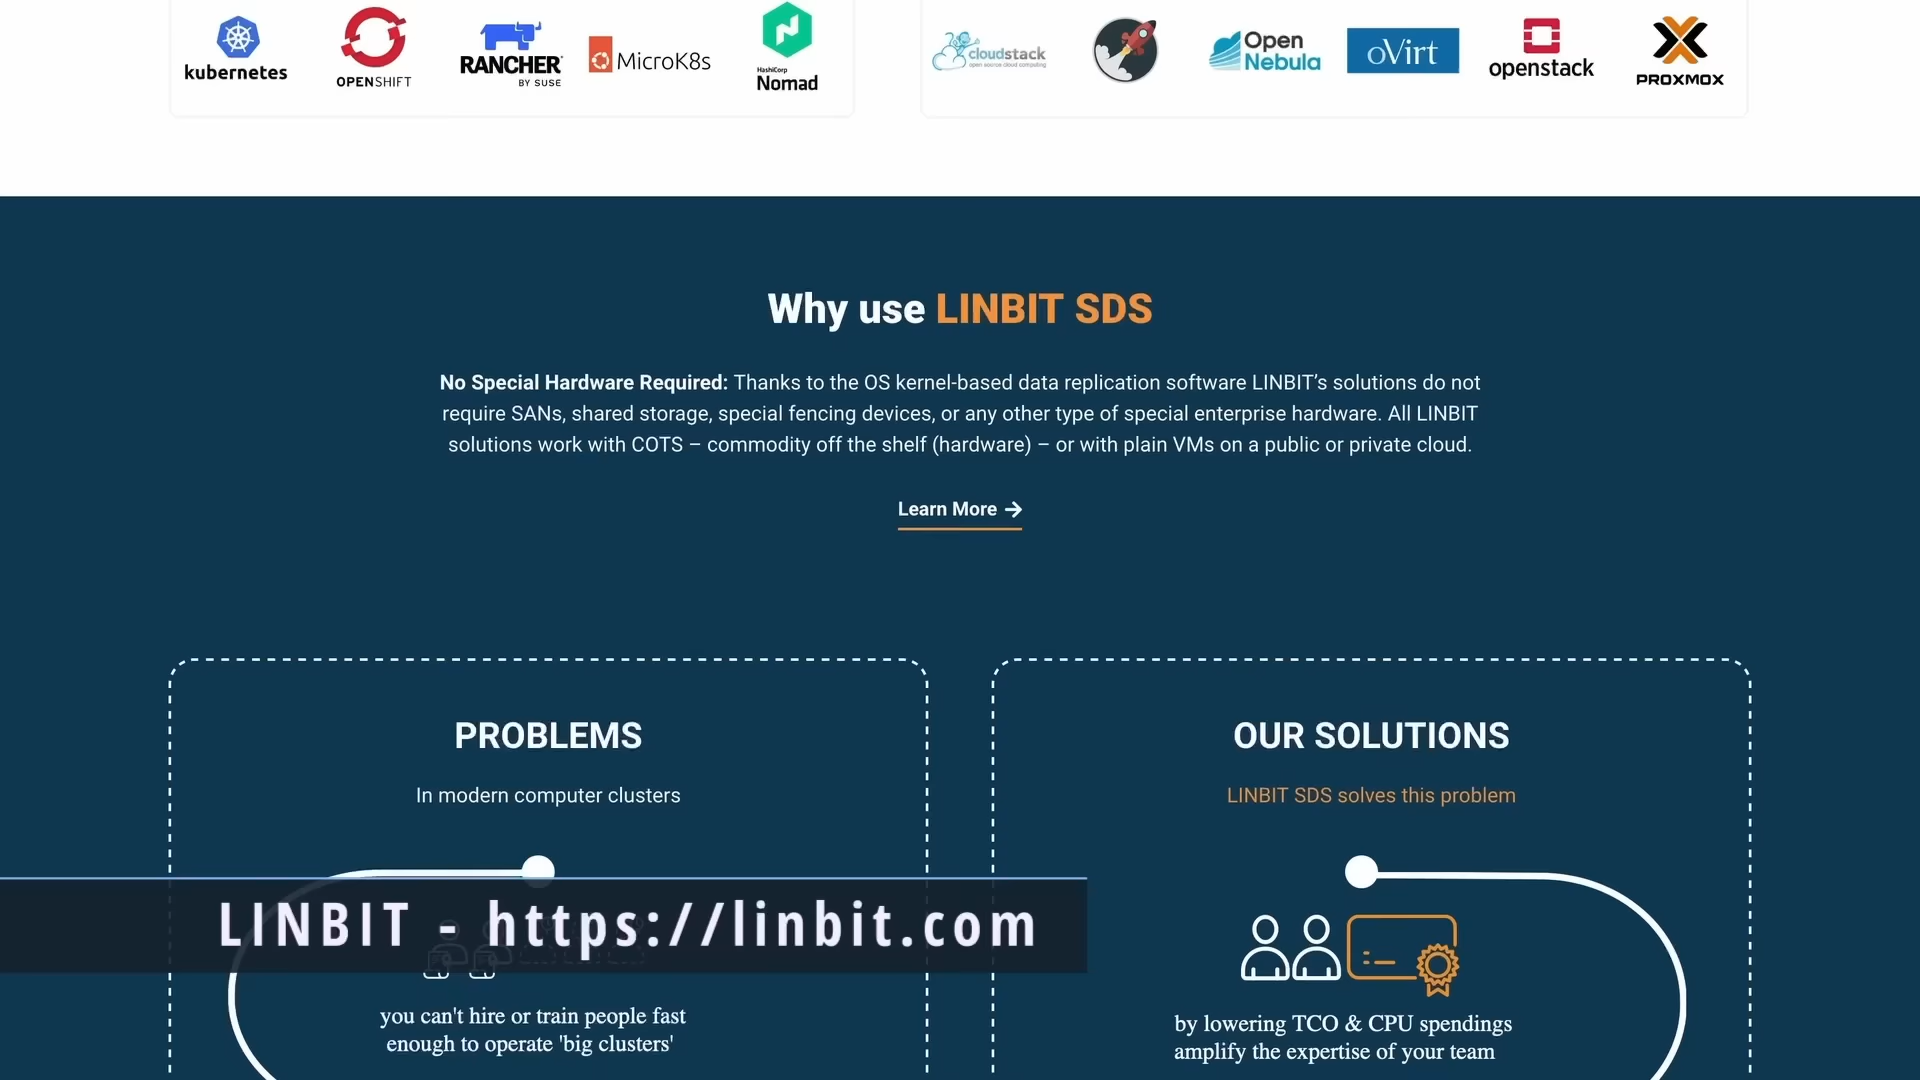 kubernetes
OPENSHIFT
RANCHER
BY SUSE
MicroK8s
HashiCorp
Nomad
cloudstack
open source cloud computing
Open
Nebula
oVirt
openstack
PROXMOX
Why use LINBIT SDS
No Special Hardware Required: Thanks to the OS kernel-based data replication software LINBIT’s solutions do not
require SANs, shared storage, special fencing devices, or any other type of special enterprise hardware. All LINBIT
solutions work with COTS – commodity off the shelf (hardware) – or with plain VMs on a public or private cloud.
Learn More →
PROBLEMS
In modern computer clusters
OUR SOLUTIONS
LINBIT SDS solves this problem
LINBIT - https://linbit.com
you can't hire or train people fast
enough to operate 'big clusters'
by lowering TCO & CPU spendings
amplify the expertise of your team